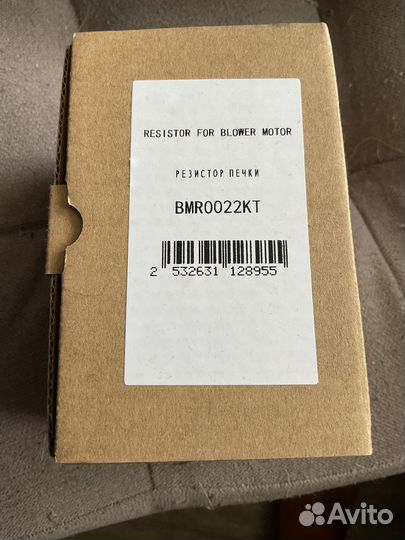 RESISTOR FOR BLOWER MOTOR
РЕЗИСТОР ПЕЧКИ
BMR0022KT
2 532631 128955
Avito